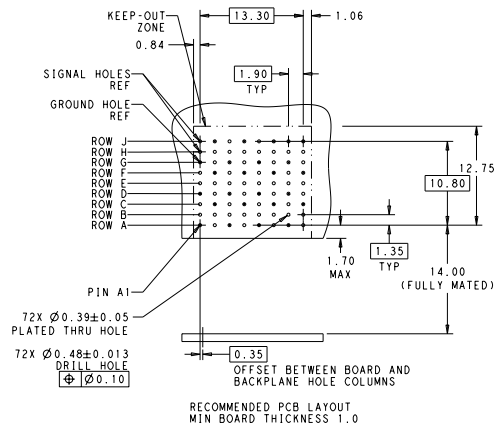 KEEP-OUT
ZONE
13.30
1.06
0.84
SIGNAL HOLES
REF
1.90
TYP
GROUND HOLE
REF
ROW J
ROW H
ROW G
ROW F
ROW E
ROW D
ROW C
ROW B
ROW A
12.75
10.80
1.35
TYP
1.70
MAX
14.00
(FULLY MATED)
PIN A1
72X Ø0.39±0.05
PLATED THRU HOLE
72X Ø0.48±0.013
DRILL HOLE
⌖ Ø0.10
0.35
OFFSET BETWEEN BOARD AND
BACKPLANE HOLE COLUMNS
RECOMMENDED PCB LAYOUT
MIN BOARD THICKNESS 1.0